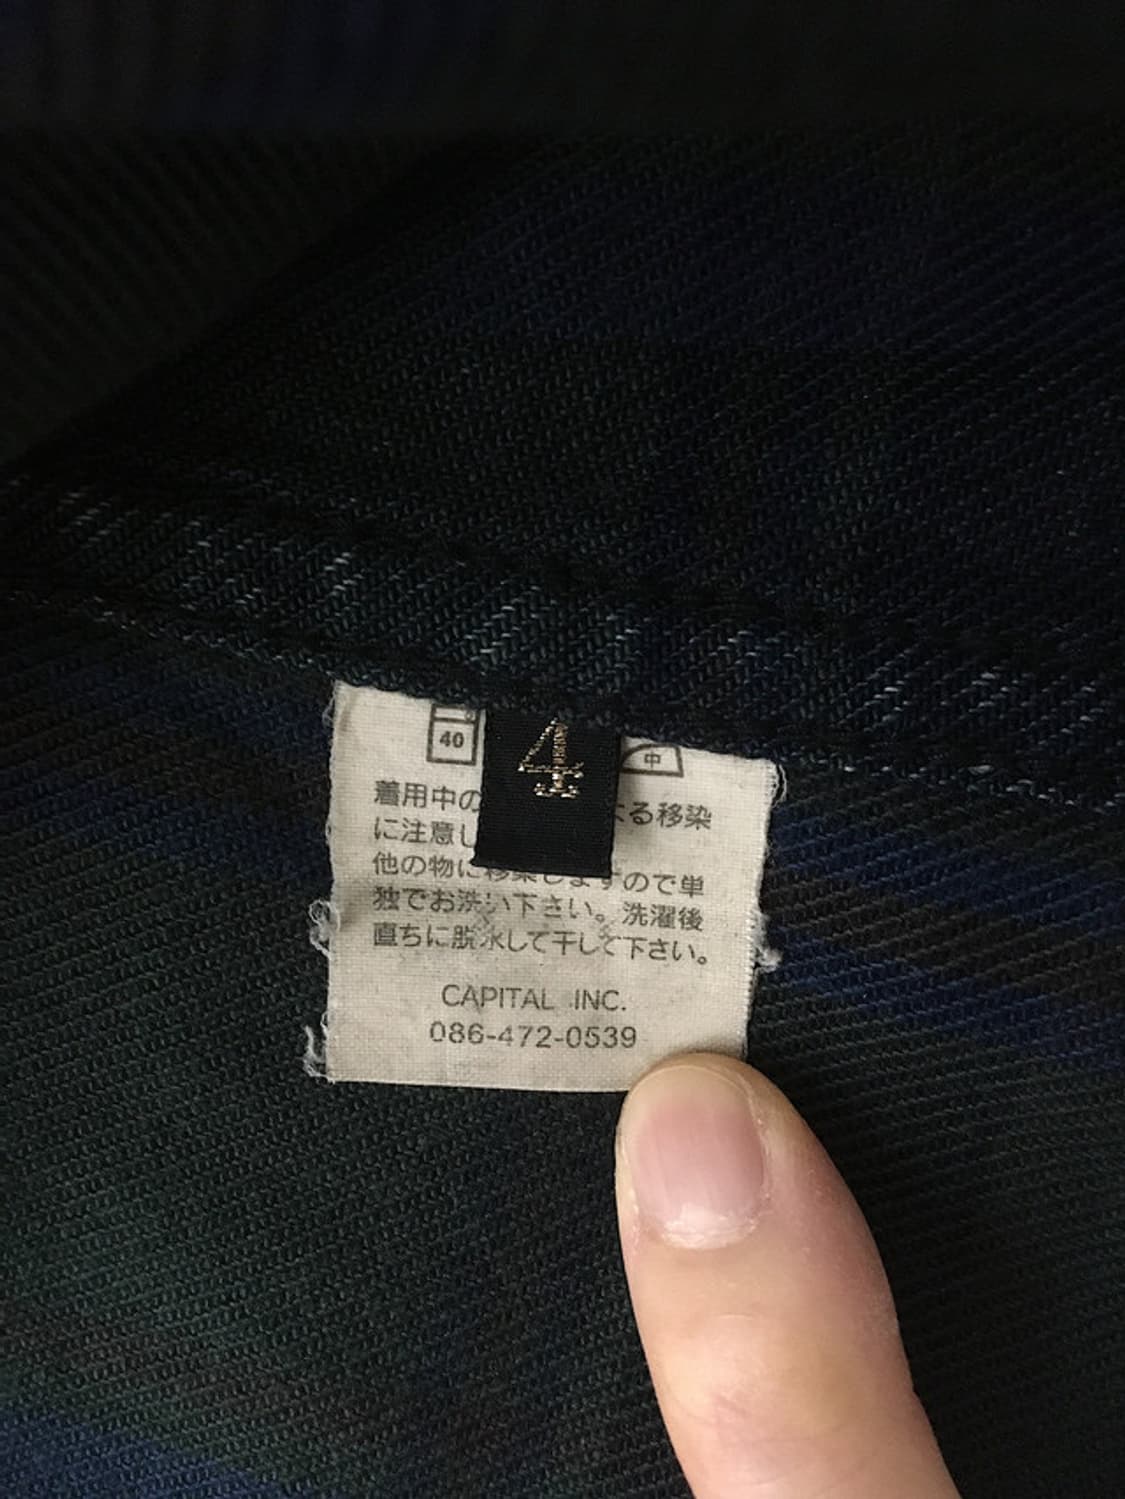 40
4
中
着用中の よる移染
に注意し
他の物に移染しますので単
独でお洗い下さい。洗濯後
直ちに脱水して干して下さい。
CAPITAL INC.
086-472-0539